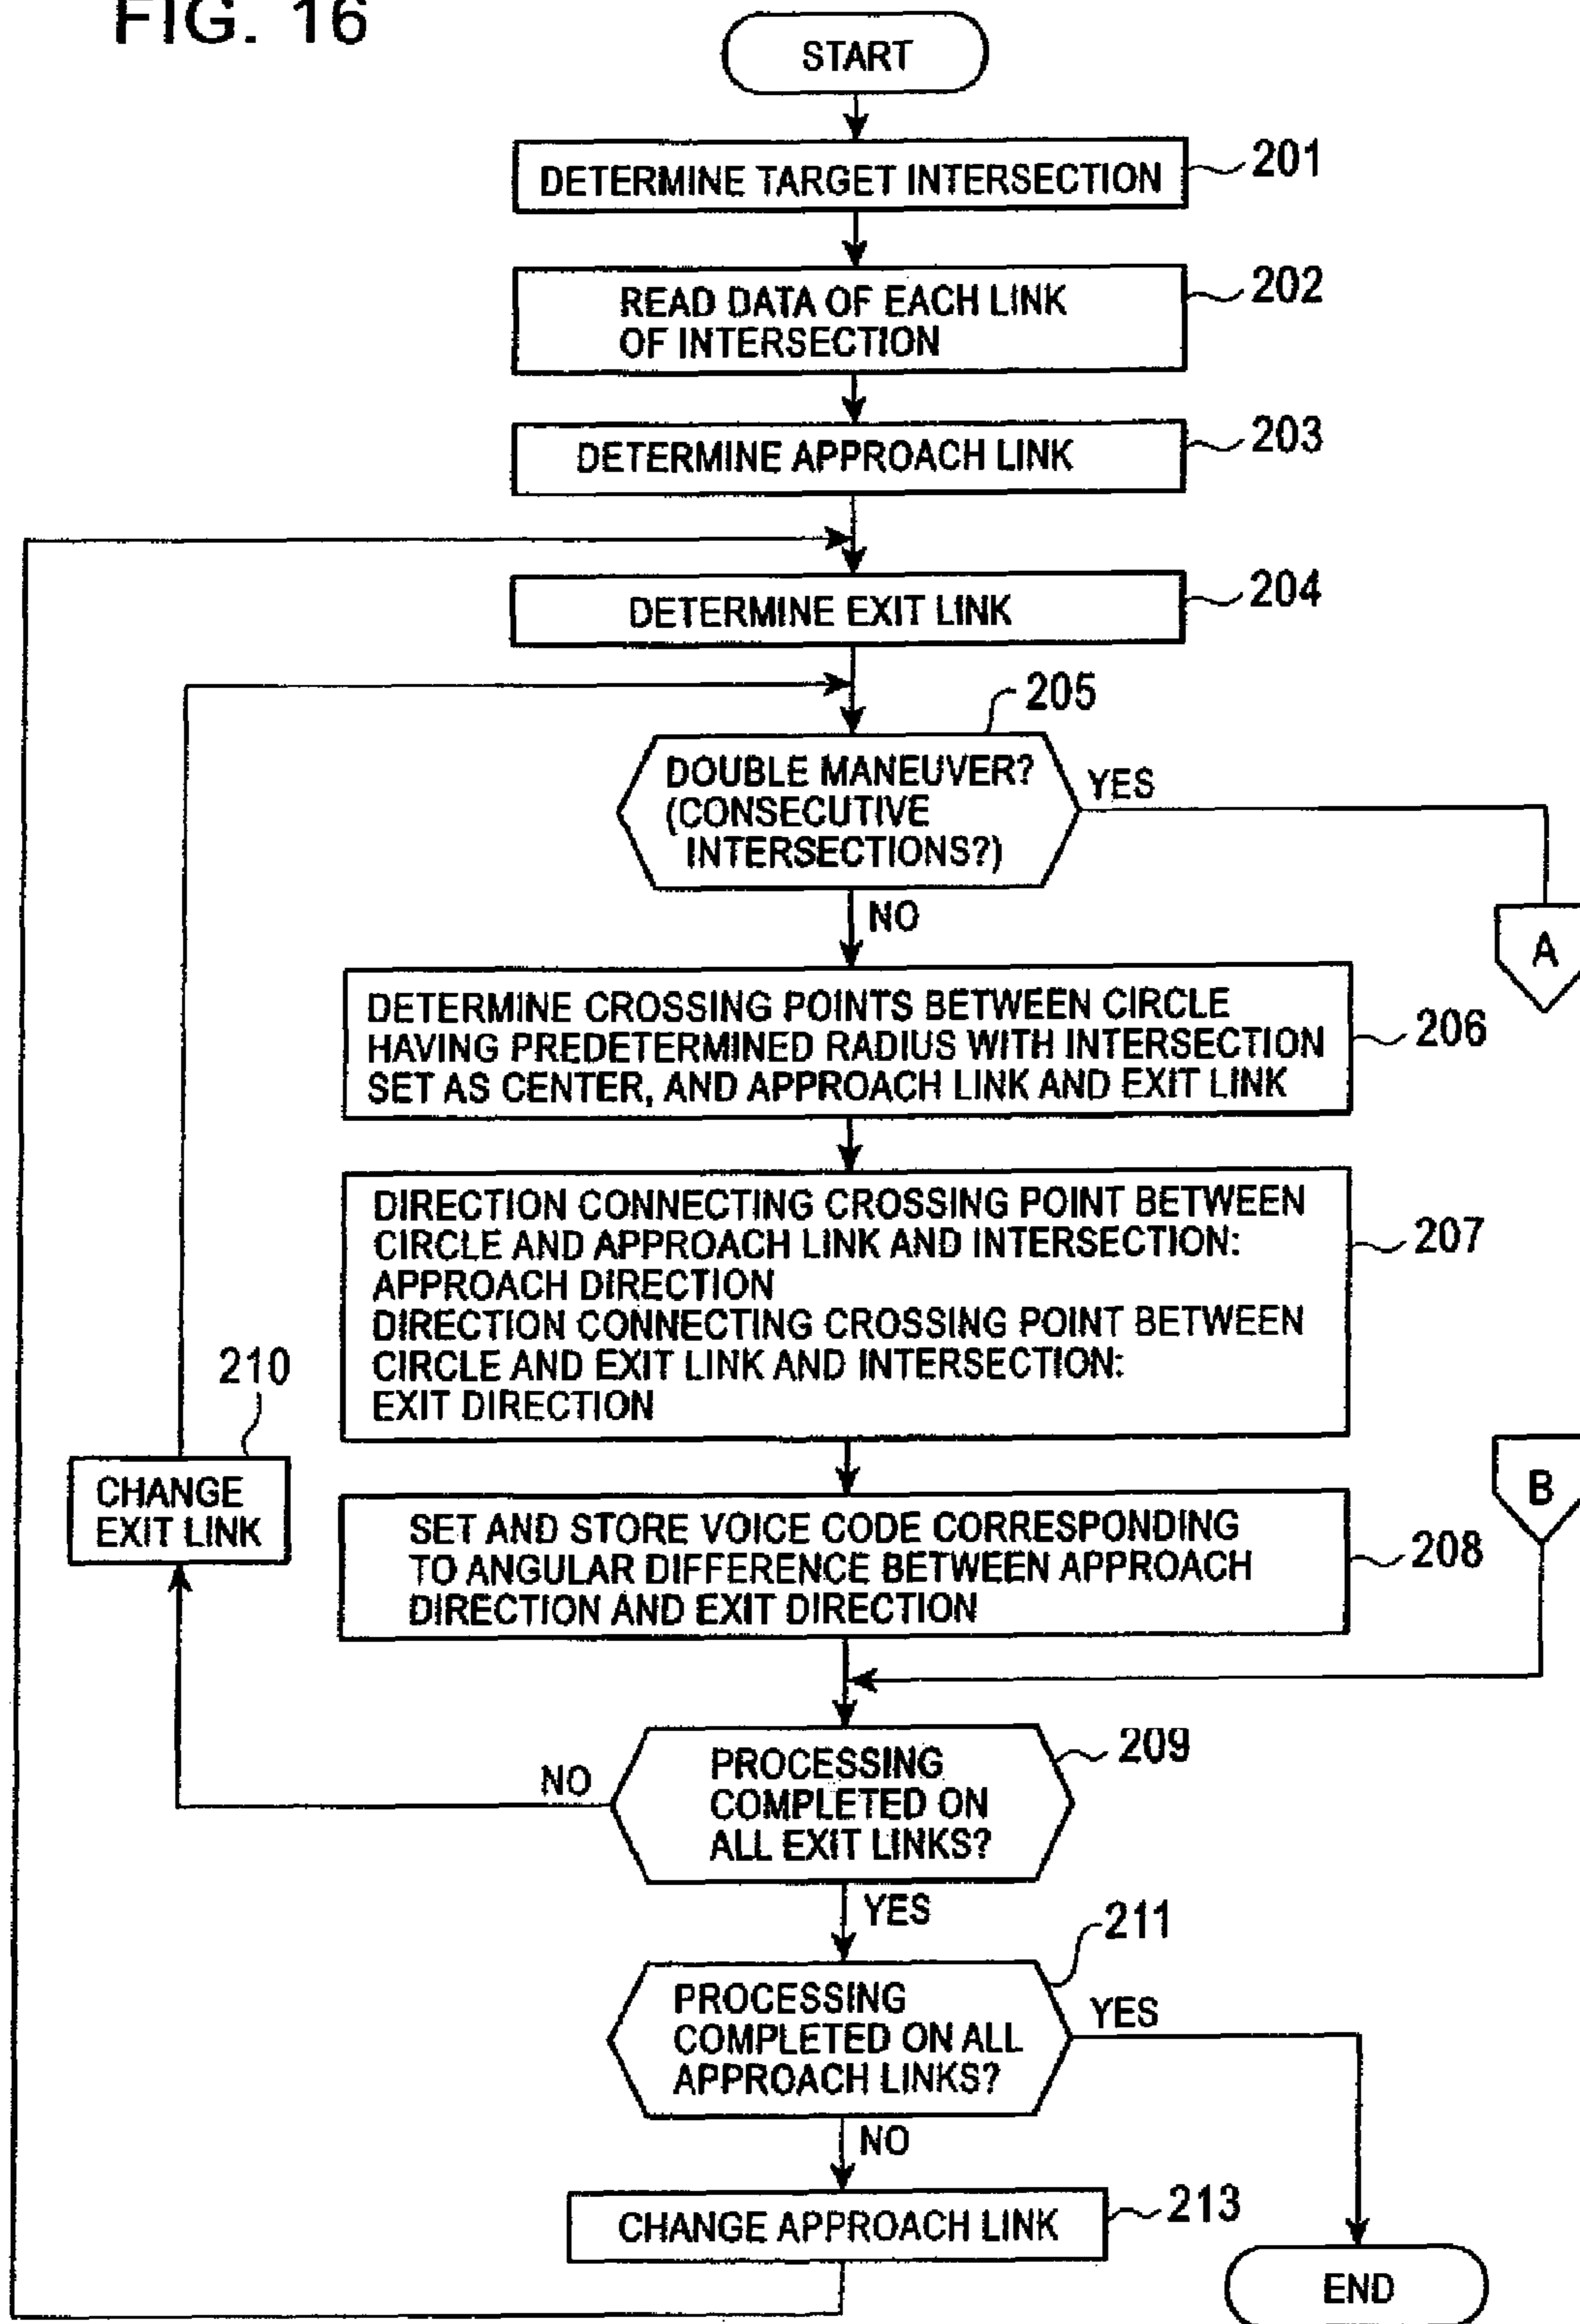 FIG. 16
START
DETERMINE TARGET INTERSECTION
201
READ DATA OF EACH LINK
OF INTERSECTION
202
DETERMINE APPROACH LINK
203
DETERMINE EXIT LINK
204
205
DOUBLE MANEUVER?
(CONSECUTIVE
INTERSECTIONS?)
YES
NO
A
DETERMINE CROSSING POINTS BETWEEN CIRCLE
HAVING PREDETERMINED RADIUS WITH INTERSECTION
SET AS CENTER, AND APPROACH LINK AND EXIT LINK
206
DIRECTION CONNECTING CROSSING POINT BETWEEN
CIRCLE AND APPROACH LINK AND INTERSECTION:
APPROACH DIRECTION
DIRECTION CONNECTING CROSSING POINT BETWEEN
CIRCLE AND EXIT LINK AND INTERSECTION:
EXIT DIRECTION
207
210
CHANGE
EXIT LINK
B
SET AND STORE VOICE CODE CORRESPONDING
TO ANGULAR DIFFERENCE BETWEEN APPROACH
DIRECTION AND EXIT DIRECTION
208
209
PROCESSING
COMPLETED ON
ALL EXIT LINKS?
NO
YES
211
PROCESSING
COMPLETED ON ALL
APPROACH LINKS?
YES
NO
CHANGE APPROACH LINK
213
END